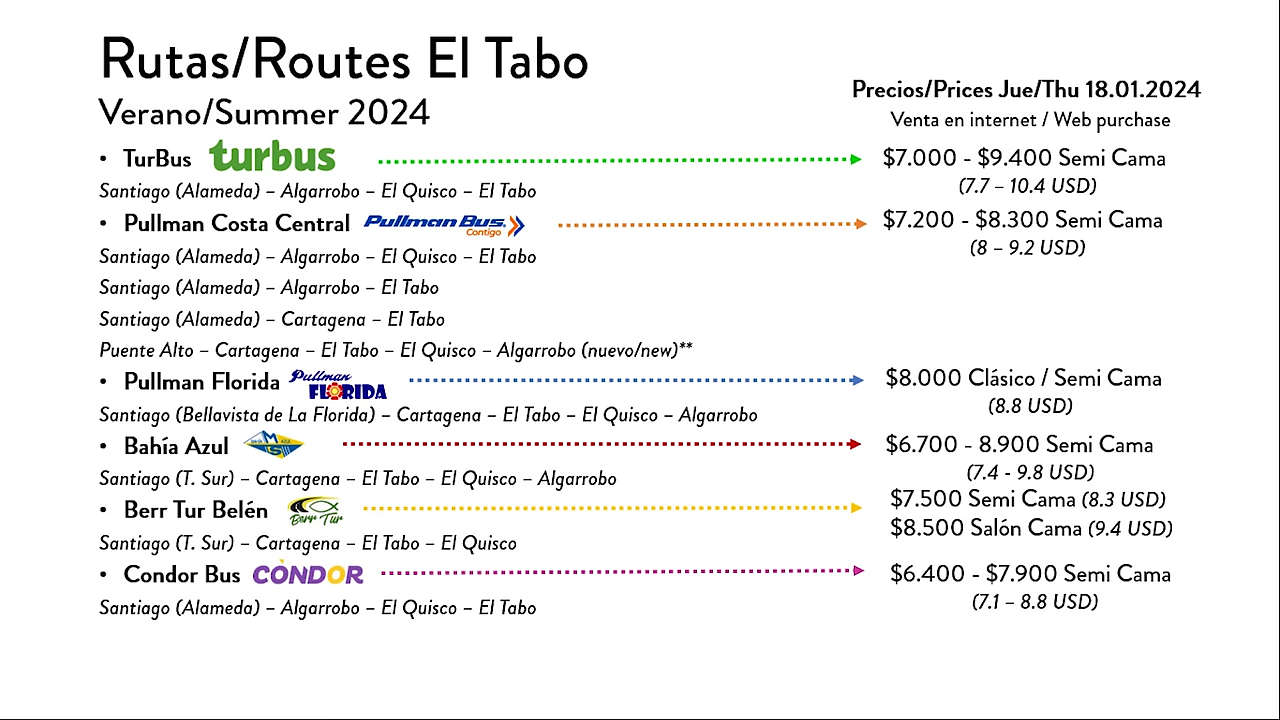 Rutas/Routes El Tabo
Verano/Summer 2024
Precios/Prices Jue/Thu 18.01.2024
Venta en internet / Web purchase
• TurBus turbus $7.000 - $9.400 Semi Cama
Santiago (Alameda) – Algarrobo – El Quisco – El Tabo (7.7 – 10.4 USD)
• Pullman Costa Central Pullman Bus Contigo $7.200 - $8.300 Semi Cama
(8 – 9.2 USD)
Santiago (Alameda) – Algarrobo – El Quisco – El Tabo
Santiago (Alameda) – Algarrobo – El Tabo
Santiago (Alameda) – Cartagena – El Tabo
Puente Alto – Cartagena – El Tabo – El Quisco – Algarrobo (nuevo/new)**
• Pullman Florida Pullman FLORIDA $8.000 Clásico / Semi Cama
(8.8 USD)
Santiago (Bellavista de La Florida) – Cartagena – El Tabo – El Quisco – Algarrobo
• Bahía Azul $6.700 - 8.900 Semi Cama
Santiago (T. Sur) – Cartagena – El Tabo – El Quisco – Algarrobo (7.4 - 9.8 USD)
• Berr Tur Belén Berr Tur $7.500 Semi Cama (8.3 USD)
$8.500 Salón Cama (9.4 USD)
Santiago (T. Sur) – Cartagena – El Tabo – El Quisco
• Condor Bus CÓNDOR $6.400 - $7.900 Semi Cama
Santiago (Alameda) – Algarrobo – El Quisco – El Tabo (7.1 – 8.8 USD)